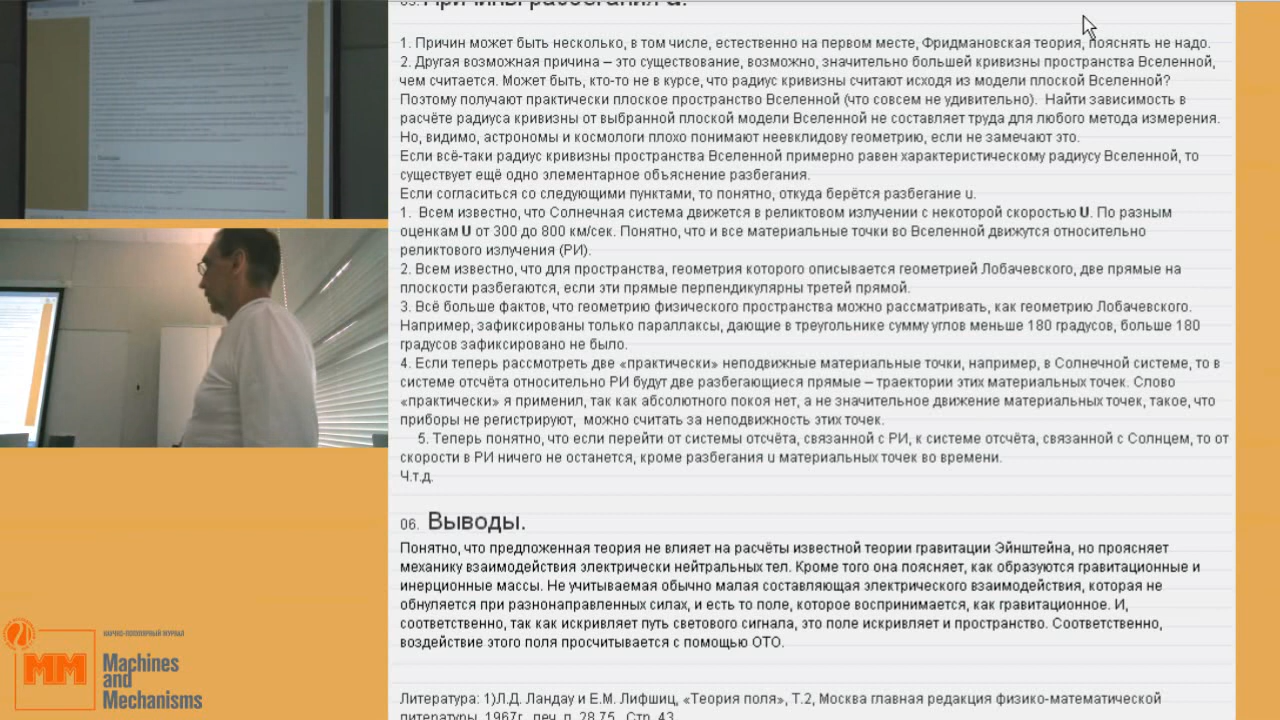 05. Причины разбегания u.
1. Причин может быть несколько, в том числе, естественно на первом месте, Фридмановская теория, пояснять не надо.
2. Другая возможная причина – это существование, возможно, значительно большей кривизны пространства Вселенной,
чем считается. Может быть, кто-то не в курсе, что радиус кривизны считают исходя из модели плоской Вселенной?
Поэтому получают практически плоское пространство Вселенной (что совсем не удивительно).  Найти зависимость в
расчёте радиуса кривизны от выбранной плоской модели Вселенной не составляет труда для любого метода измерения.
Но, видимо, астрономы и космологи плохо понимают неевклидову геометрию, если не замечают это.
Если всё-таки радиус кривизны пространства Вселенной примерно равен характеристическому радиусу Вселенной, то
существует ещё одно элементарное объяснение разбегания.
Если согласиться со следующими пунктами, то понятно, откуда берётся разбегание u.
1.  Всем известно, что Солнечная система движется в реликтовом излучении с некоторой скоростью U. По разным
оценкам U от 300 до 800 км/сек. Понятно, что и все материальные точки во Вселенной движутся относительно
реликтового излучения (РИ).
2. Всем известно, что для пространства, геометрия которого описывается геометрией Лобачевского, две прямые на
плоскости разбегаются, если эти прямые перпендикулярны третей прямой.
3. Всё больше фактов, что геометрию физического пространства можно рассматривать, как геометрию Лобачевского.
Например, зафиксированы только параллаксы, дающие в треугольнике сумму углов меньше 180 градусов, больше 180
градусов зафиксировано не было.
4. Если теперь рассмотреть две «практически» неподвижные материальные точки, например, в Солнечной системе, то в
системе отсчёта относительно РИ будут две разбегающиеся прямые – траектории этих материальных точек. Слово
«практически» я применил, так как абсолютного покоя нет, а не значительное движение материальных точек, такое, что
приборы не регистрируют,  можно считать за неподвижность этих точек.
5. Теперь понятно, что если перейти от системы отсчёта, связанной с РИ, к системе отсчёта, связанной с Солнцем, то от
скорости в РИ ничего не останется, кроме разбегания u материальных точек во времени.
Ч.т.д.
06. Выводы.
Понятно, что предложенная теория не влияет на расчёты известной теории гравитации Эйнштейна, но проясняет
механику взаимодействия электрически нейтральных тел. Кроме того она поясняет, как образуются гравитационные и
инерционные массы. Не учитываемая обычно малая составляющая электрического взаимодействия, которая не
обнуляется при разнонаправленных силах, и есть то поле, которое воспринимается, как гравитационное. И,
соответственно, так как искривляет путь светового сигнала, это поле искривляет и пространство. Соответственно,
воздействие этого поля просчитывается с помощью ОТО.
Литература: 1)Л.Д. Ландау и Е.М. Лифшиц, «Теория поля», Т.2, Москва главная редакция физико-математической
литературы, 1967г., печ. л. 28,75., Стр. 43
НАУЧНО-ПОПУЛЯРНЫЙ ЖУРНАЛ
ММ
Machines
and
Mechanisms